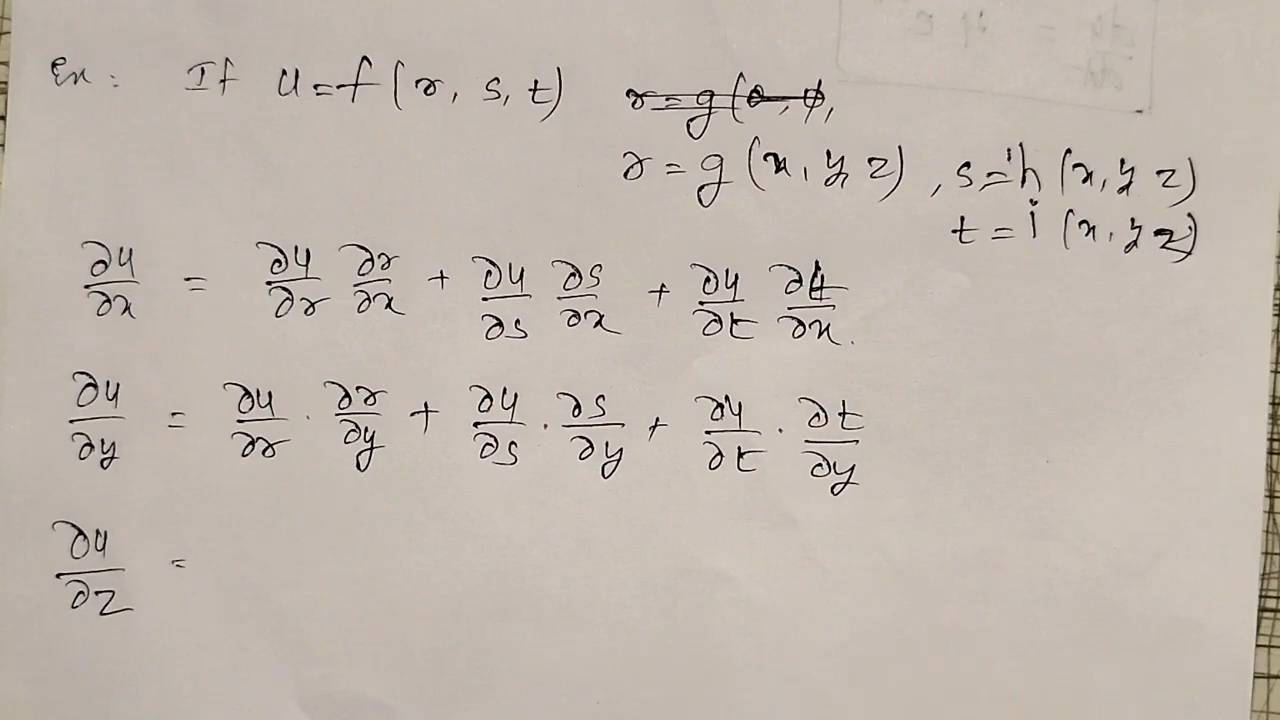 Ex: If u=f(r, s, t) r=g(θ, φ,
r=g(x, y, z), s=h(x, y, z)
t=i(x, y, z)
∂u/∂x = ∂u/∂r ∂r/∂x + ∂u/∂s ∂s/∂x + ∂u/∂t ∂t/∂x.
∂u/∂y = ∂u/∂r · ∂r/∂y + ∂u/∂s · ∂s/∂y + ∂u/∂t · ∂t/∂y
∂u/∂z =